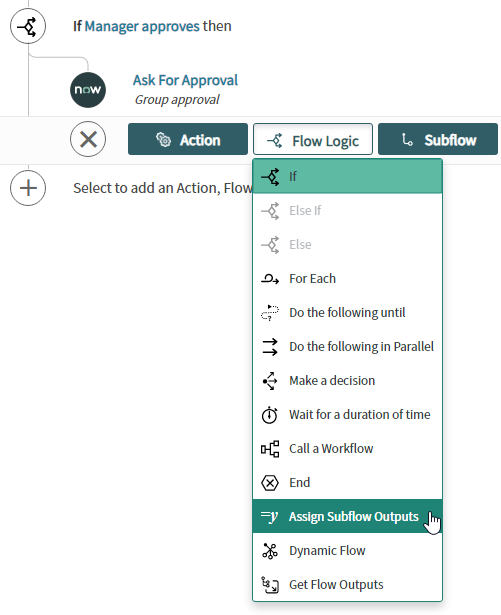 If Manager approves then
now
Ask For Approval
Group approval
Action
Flow Logic
Subflow
Select to add an Action, Flow
If
Else If
Else
For Each
Do the following until
Do the following in Parallel
Make a decision
Wait for a duration of time
Call a Workflow
End
Assign Subflow Outputs
Dynamic Flow
Get Flow Outputs